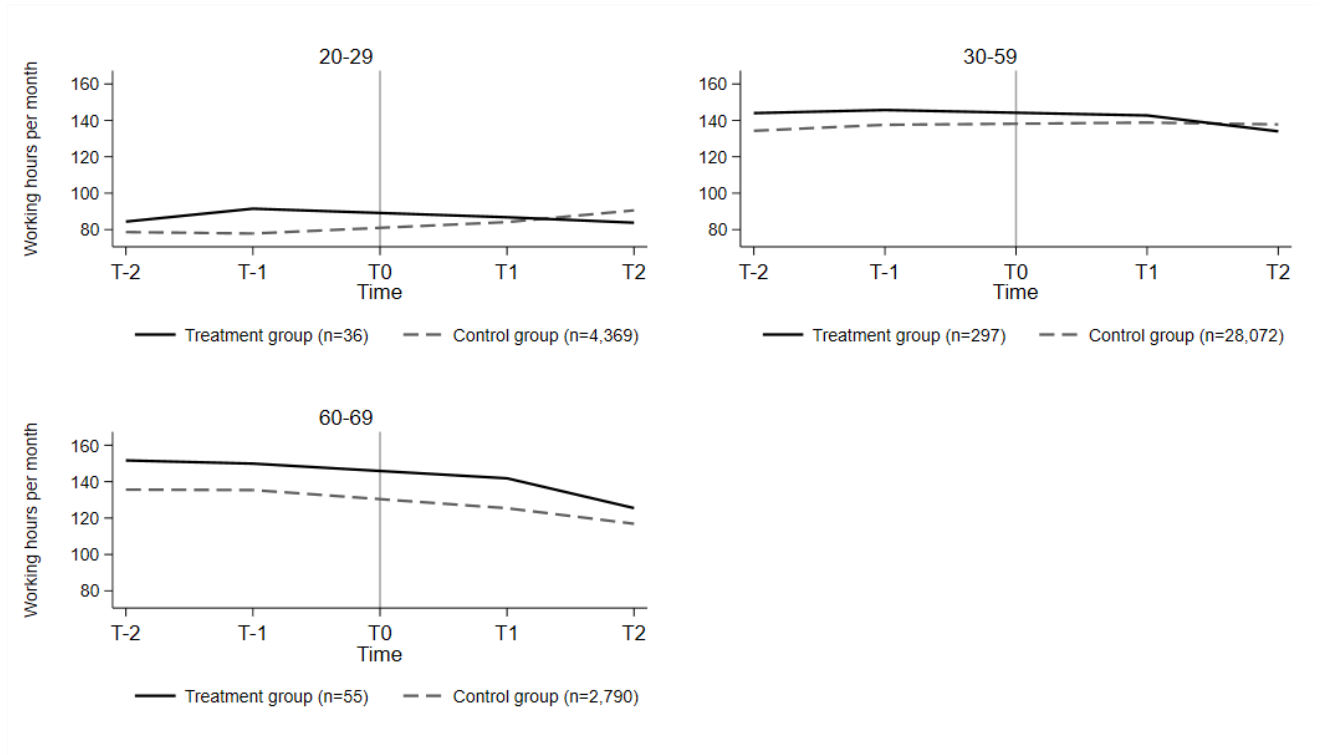 20-29
Working hours per month
160
140
120
100
80
T-2 T-1 T0 T1 T2
Time
Treatment group (n=36) Control group (n=4,369)
30-59
160
140
120
100
80
T-2 T-1 T0 T1 T2
Time
Treatment group (n=297) Control group (n=28,072)
60-69
Working hours per month
160
140
120
100
80
T-2 T-1 T0 T1 T2
Time
Treatment group (n=55) Control group (n=2,790)